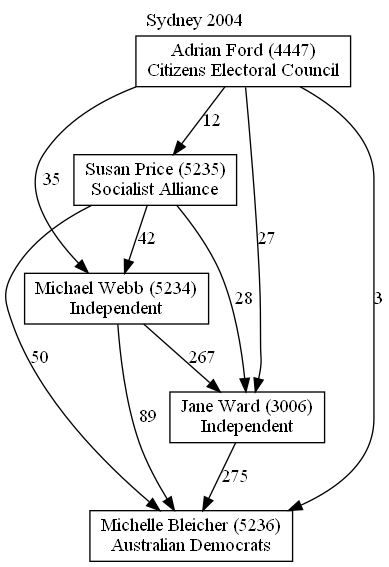 Sydney 2004
Adrian Ford (4447)
Citizens Electoral Council
12
Susan Price (5235)
Socialist Alliance
35
42
27
Michael Webb (5234)
Independent
28
3
50
267
89
Jane Ward (3006)
Independent
275
Michelle Bleicher (5236)
Australian Democrats